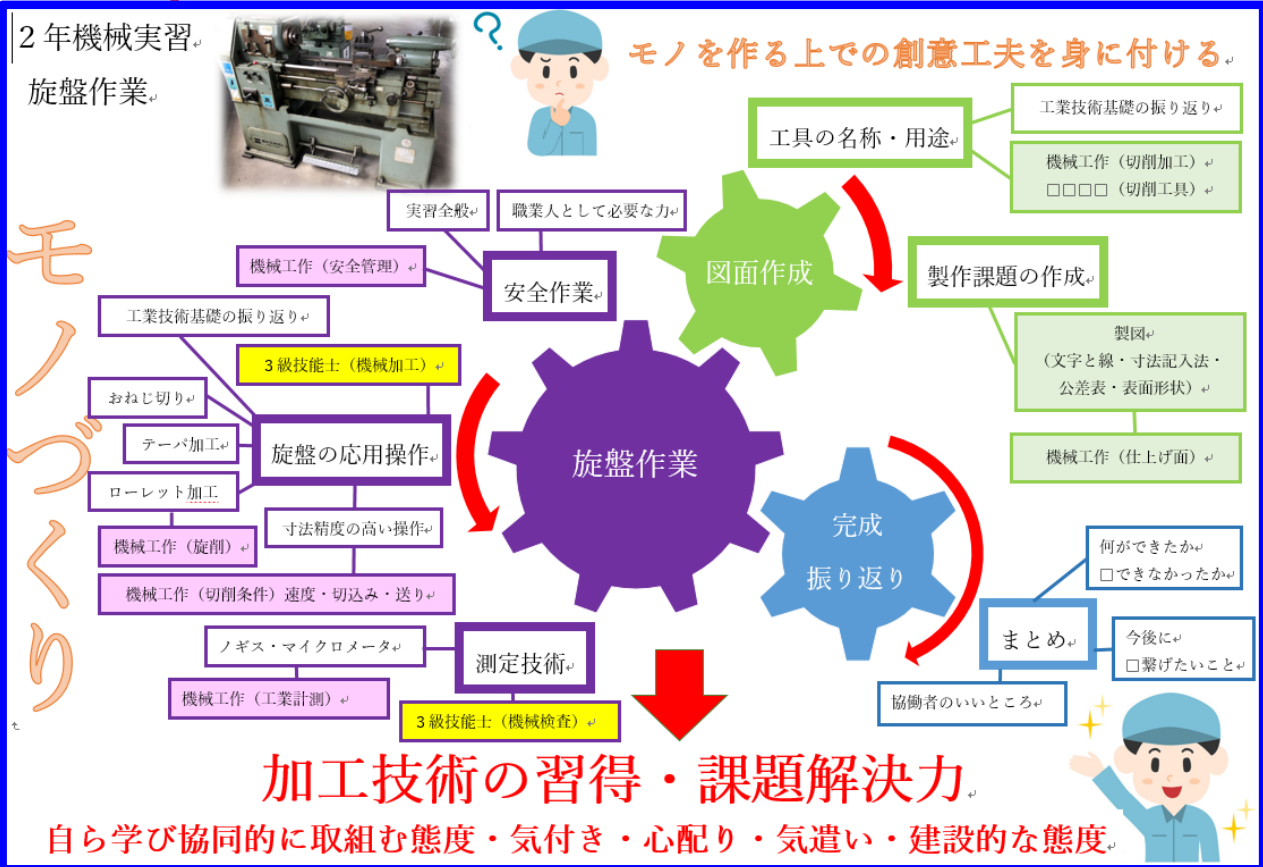 ２年機械実習
旋盤作業
?
モノを作る上での創意工夫を身に付ける
モノづくり
工具の名称・用途
工業技術基礎の振り返り
機械工作（切削加工）
□□□□（切削工具）
図面作成
製作課題の作成
製図
（文字と線・寸法記入法・
公差表・表面形状）
機械工作（仕上げ面）
実習全般
職業人として必要な力
機械工作（安全管理）
安全作業
工業技術基礎の振り返り
３級技能士（機械加工）
おねじ切り
テーパ加工
ローレット加工
旋盤の応用操作
機械工作（旋削）
寸法精度の高い操作
機械工作（切削条件）速度・切込み・送り
旋盤作業
ノギス・マイクロメータ
測定技術
機械工作（工業計測）
３級技能士（機械検査）
完成
振り返り
何ができたか
□できなかったか
まとめ
今後に
□繋げたいこと
協働者のいいところ
加工技術の習得・課題解決力
自ら学び協同的に取組む態度・気付き・心配り・気遣い・建設的な態度